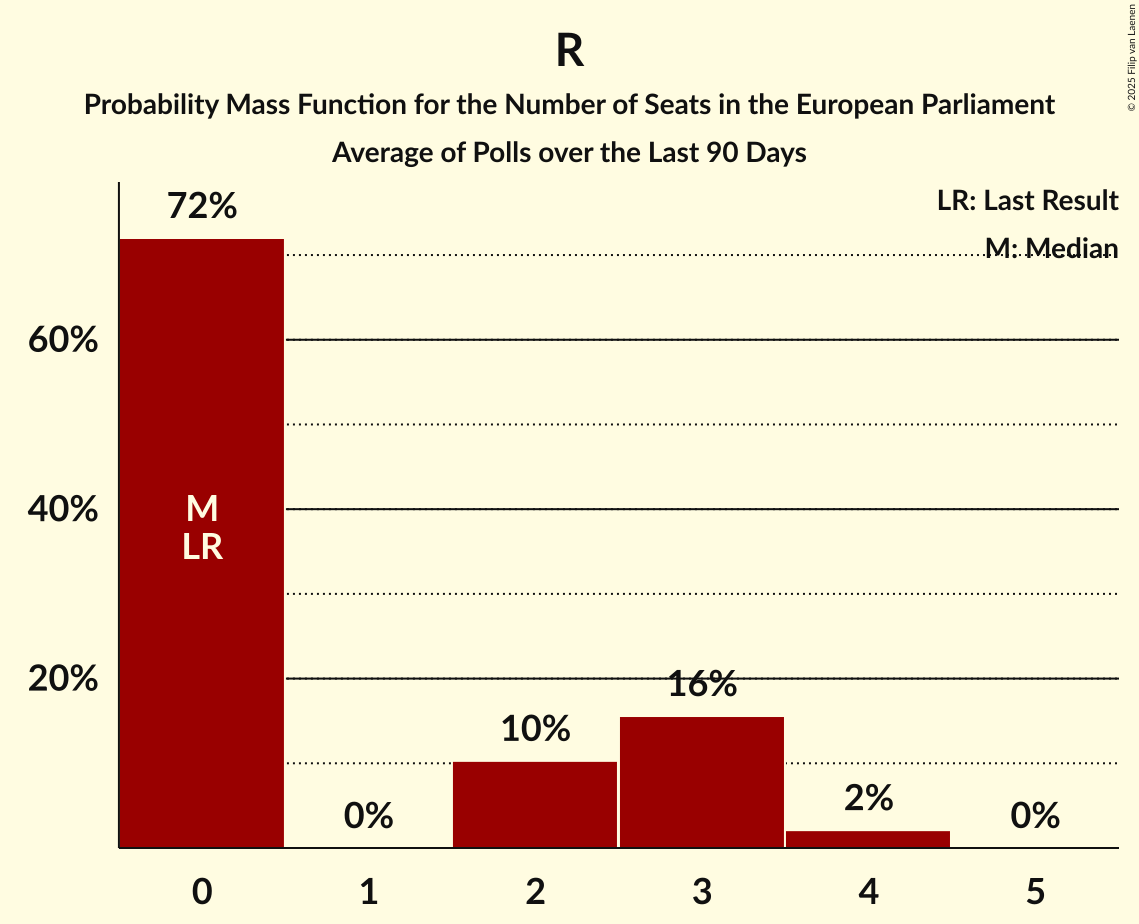 R
Probability Mass Function for the Number of Seats in the European Parliament
Average of Polls over the Last 90 Days
© 2025 Filip van Laenen
LR: Last Result
M: Median
72%
60%
40%
20%
M
LR
0%
10%
16%
2%
0%
0 1 2 3 4 5